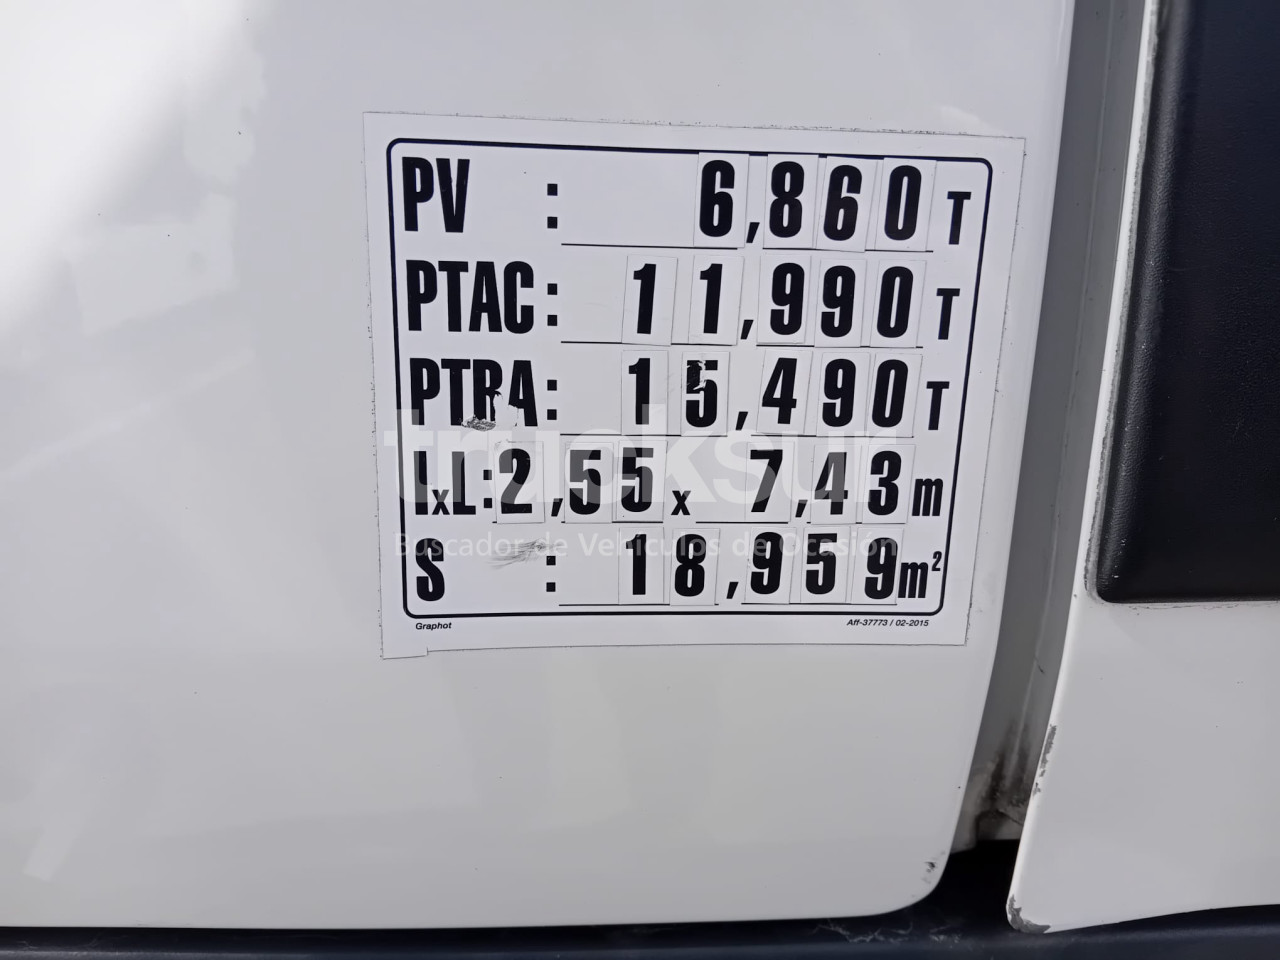 PV : 6,860 T
PTAC : 11,990 T
PTRA : 15,490 T
lxL : 2,55 x 7,43 m
S : 18,959 m²
Graphot Aff-37773 / 02-2015
trucksur
Buscador de Vehículos de Ocasión